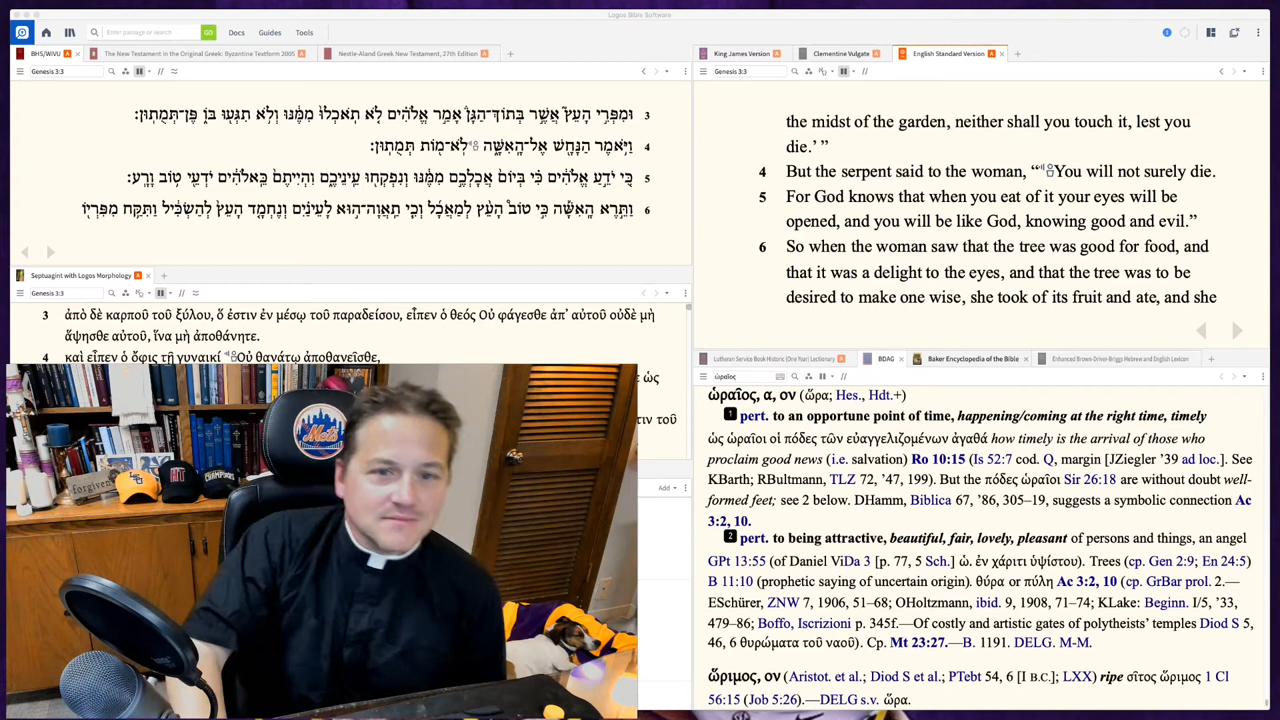 Logos Bible Software
Enter passage or search
GO
Docs
Guides
Tools
BHS/WIVU A
The New Testament in the Original Greek: Byzantine Textform 2005 A
Nestle-Aland Greek New Testament, 27th Edition A
Genesis 3:3
3 וּמִפְּרִ֣י הָעֵץ֮ אֲשֶׁ֣ר בְּתוֹךְ־הַגָּן֒ אָמַ֣ר אֱלֹהִ֗ים לֹ֤א תֹֽאכְלוּ֙ מִמֶּ֔נּוּ וְלֹ֥א תִגְּע֖וּ בּ֑וֹ פֶּן־תְּמֻתֽוּן׃
4 וַיֹּ֥אמֶר הַנָּחָ֖שׁ אֶל־הָֽאִשָּׁ֑ה לֹֽא־מ֖וֹת תְּמֻתֽוּן׃
5 כִּ֚י יֹדֵ֣עַ אֱלֹהִ֔ים כִּ֗י בְּיוֹם֙ אֲכָלְכֶ֣ם מִמֶּ֔נּוּ וְנִפְקְח֖וּ עֵֽינֵיכֶ֑ם וִהְיִיתֶם֙ כֵּֽאלֹהִ֔ים יֹדְעֵ֖י ט֥וֹב וָרָֽע׃
6 וַתֵּ֣רֶא הָֽאִשָּׁ֡ה כִּ֣י טוֹב֩ הָעֵ֨ץ לְמַאֲכָ֜ל וְכִ֧י תַֽאֲוָה־ה֣וּא לָעֵינַ֗יִם וְנֶחְמָ֤ד הָעֵץ֙ לְהַשְׂכִּ֔יל וַתִּקַּ֥ח מִפִּרְי֖וֹ
Septuagint with Logos Morphology A
Genesis 3:3
3 ἀπὸ δὲ καρποῦ τοῦ ξύλου, ὅ ἐστιν ἐν μέσῳ τοῦ παραδείσου, εἶπεν ὁ θεός Οὐ φάγεσθε ἀπ᾽ αὐτοῦ οὐδὲ μὴ
ἅψησθε αὐτοῦ, ἵνα μὴ ἀποθάνητε.
4 καὶ εἶπεν ὁ ὄφις τῇ γυναικί Οὐ θανάτῳ ἀποθανεῖσθε,
ὡς
τιν τοῦ
Add
Forgiven
Mets
CHAMPIONS
King James Version A
Clementine Vulgate A
English Standard Version A
Genesis 3:3
the midst of the garden, neither shall you touch it, lest you
die.’ ”
4 But the serpent said to the woman, “You will not surely die.
5 For God knows that when you eat of it your eyes will be
opened, and you will be like God, knowing good and evil.”
6 So when the woman saw that the tree was good for food, and
that it was a delight to the eyes, and that the tree was to be
desired to make one wise, she took of its fruit and ate, and she
Lutheran Service Book Historic (One Year) Lectionary A
BDAG
Baker Encyclopedia of the Bible
Enhanced Brown-Driver-Briggs Hebrew and English Lexicon
ὡραῖος
ὡραῖος, α, ον (ὥρα; Hes., Hdt.+)
1 pert. to an opportune point of time, happening/coming at the right time, timely
ὡς ὡραῖοι οἱ πόδες τῶν εὐαγγελιζομένων ἀγαθά how timely is the arrival of those who
proclaim good news (i.e. salvation) Ro 10:15 (Is 52:7 cod. Q, margin [JZiegler ’39 ad loc.]. See
KBarth; RBultmann, TLZ 72, ’47, 199). But the πόδες ὡραῖοι Sir 26:18 are without doubt well-
formed feet; see 2 below. DHamm, Biblica 67, ’86, 305–19, suggests a symbolic connection Ac
3:2, 10.
2 pert. to being attractive, beautiful, fair, lovely, pleasant of persons and things, an angel
GPt 13:55 (of Daniel ViDa 3 [p. 77, 5 Sch.] ὡ. ἐν χάριτι ὑψίστου). Trees (cp. Gen 2:9; En 24:5)
B 11:10 (prophetic saying of uncertain origin). θύρα or πύλη Ac 3:2, 10 (cp. GrBar prol. 2.—
ESchürer, ZNW 7, 1906, 51–68; OHoltzmann, ibid. 9, 1908, 71–74; KLake: Beginn. I/5, ’33,
479–86; Boffo, Iscrizioni p. 345f.—Of costly and artistic gates of polytheists’ temples Diod S 5,
46, 6 θυρώματα τοῦ ναοῦ). Cp. Mt 23:27.—B. 1191. DELG. M-M.
ὥριμος, ον (Aristot. et al.; Diod S et al.; PTebt 54, 6 [I B.C.]; LXX) ripe σῖτος ὥριμος 1 Cl
56:15 (Job 5:26).—DELG s.v. ὥρα.